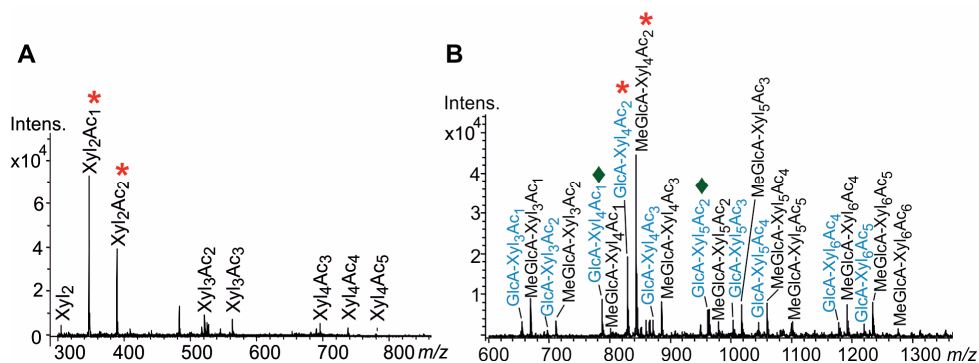 A
Intens.
x10⁴
8
6
4
2
0
Xyl₂
Xyl₂Ac₁
*
Xyl₂Ac₂
*
Xyl₃Ac₂
Xyl₃Ac₃
Xyl₄Ac₃
Xyl₄Ac₄
Xyl₄Ac₅
300
400
500
600
700
800
m/z
B
Intens.
x10⁴
4
3
2
1
0
GlcA-Xyl₃Ac₁
MeGlcA-Xyl₃Ac₁
GlcA-Xyl₃Ac₂
MeGlcA-Xyl₃Ac₂
GlcA-Xyl₄Ac₁
MeGlcA-Xyl₄Ac₁
GlcA-Xyl₄Ac₂
*
MeGlcA-Xyl₄Ac₂
*
GlcA-Xyl₄Ac₃
MeGlcA-Xyl₄Ac₃
GlcA-Xyl₅Ac₂
MeGlcA-Xyl₅Ac₂
GlcA-Xyl₅Ac₃
MeGlcA-Xyl₅Ac₃
GlcA-Xyl₅Ac₄
MeGlcA-Xyl₅Ac₄
MeGlcA-Xyl₅Ac₅
GlcA-Xyl₆Ac₄
MeGlcA-Xyl₆Ac₄
GlcA-Xyl₆Ac₅
MeGlcA-Xyl₆Ac₅
MeGlcA-Xyl₆Ac₆
600
700
800
900
1000
1100
1200
1300
m/z